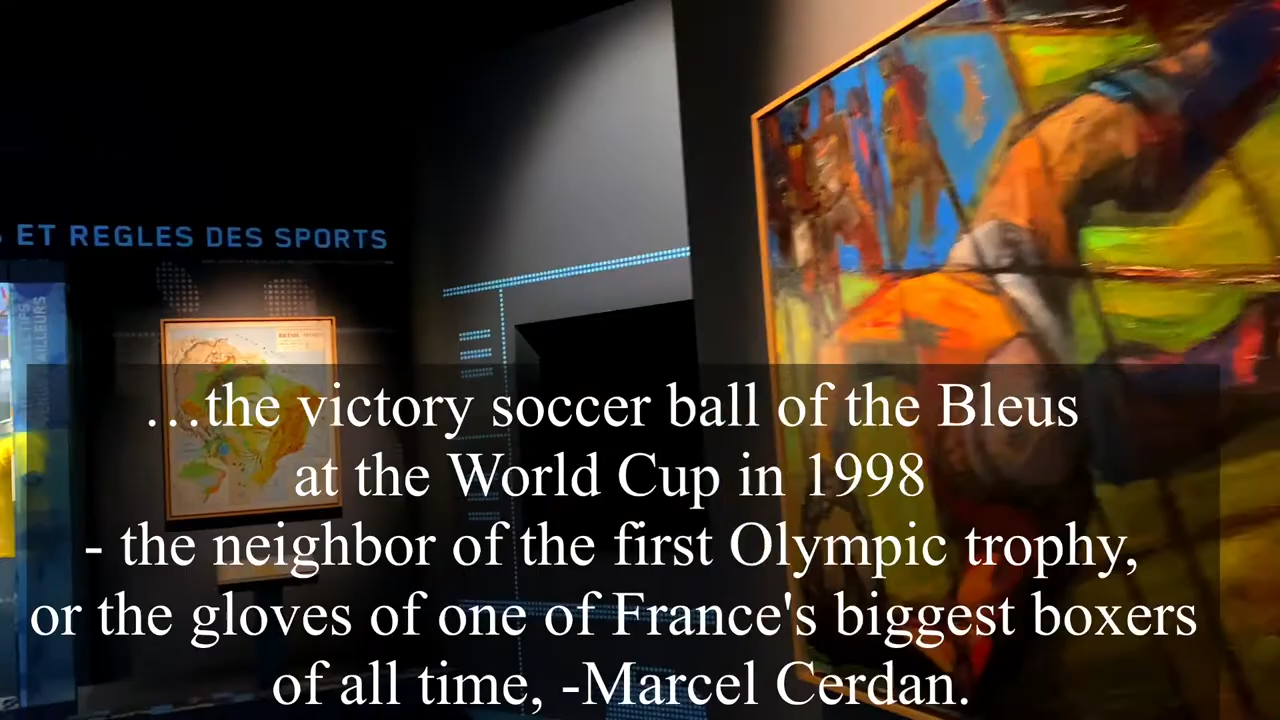 ET REGLES DES SPORTS
AILLEURS
…the victory soccer ball of the Bleus
at the World Cup in 1998
- the neighbor of the first Olympic trophy,
or the gloves of one of France's biggest boxers
of all time, -Marcel Cerdan.